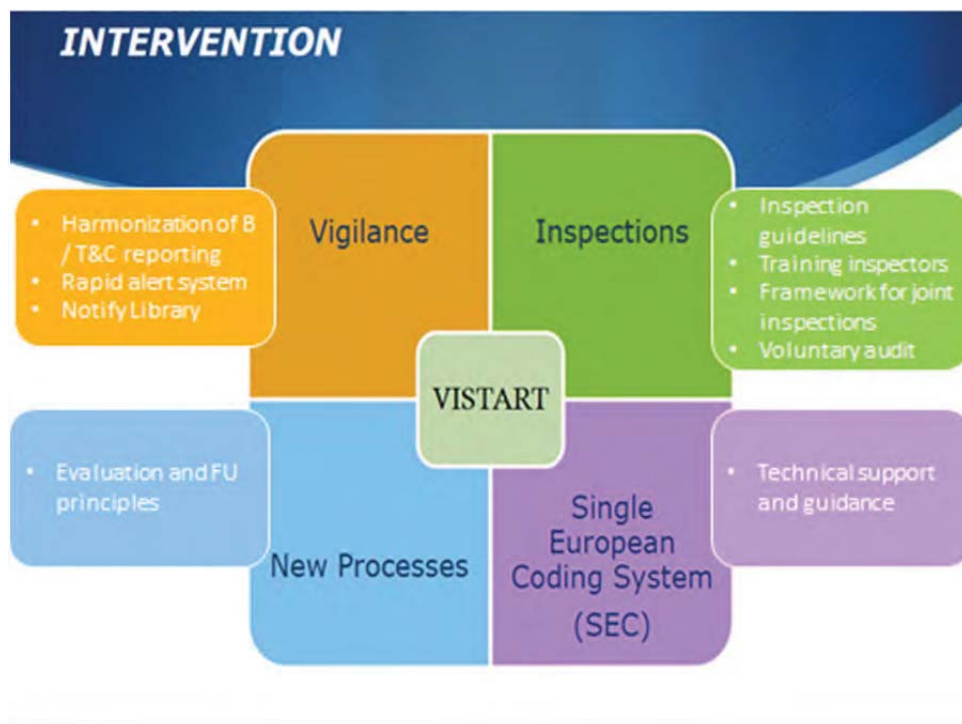 INTERVENTION
Vigilance
• Harmonization of B
/ T&C reporting
• Rapid alert system
• Notify Library
Inspections
• Inspection
guidelines
• Training inspectors
• Framework for joint
inspections
• Voluntary audit
VISTART
New Processes
• Evaluation and FU
principles
Single
European
Coding System
(SEC)
• Technical support
and guidance